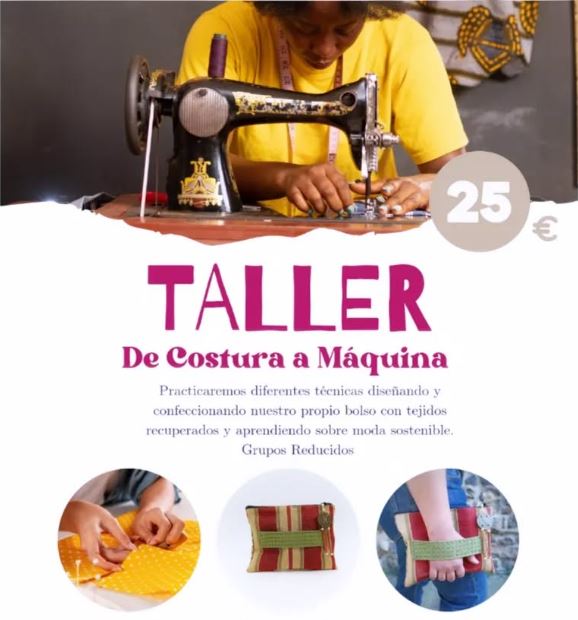 25
€
TALLER
De Costura a Máquina
Practicaremos diferentes técnicas diseñando y
confeccionando nuestro propio bolso con tejidos
recuperados y aprendiendo sobre moda sostenible.
Grupos Reducidos